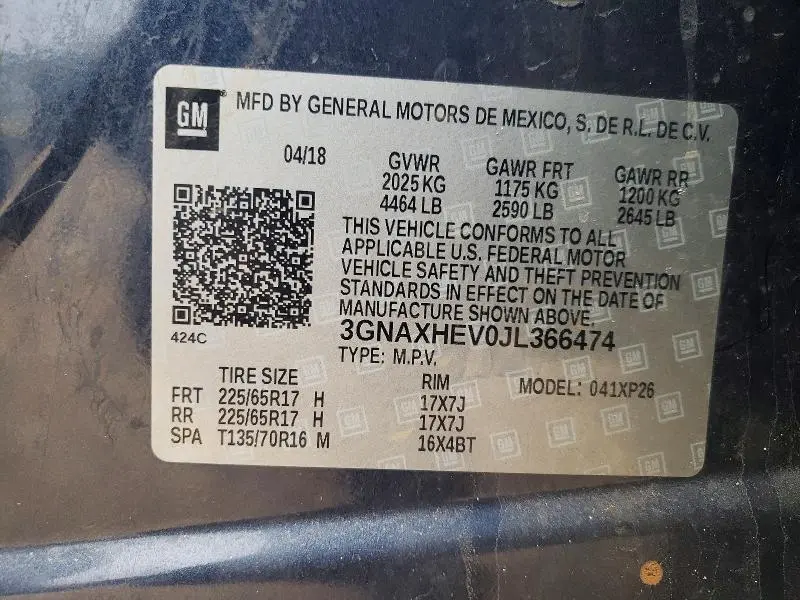 GM MFD BY GENERAL MOTORS DE MEXICO, S. DE R.L. DE C.V.
04/18 GVWR GAWR FRT GAWR RR
2025 KG 1175 KG 1200 KG
4464 LB 2590 LB 2645 LB
THIS VEHICLE CONFORMS TO ALL
APPLICABLE U.S. FEDERAL MOTOR
VEHICLE SAFETY AND THEFT PREVENTION
STANDARDS IN EFFECT ON THE DATE OF
MANUFACTURE SHOWN ABOVE.
424C
3GNAXHEV0JL366474
TYPE: M.P.V.
TIRE SIZE RIM MODEL: 041XP26
FRT 225/65R17 H 17X7J
RR 225/65R17 H 17X7J
SPA T135/70R16 M 16X4BT